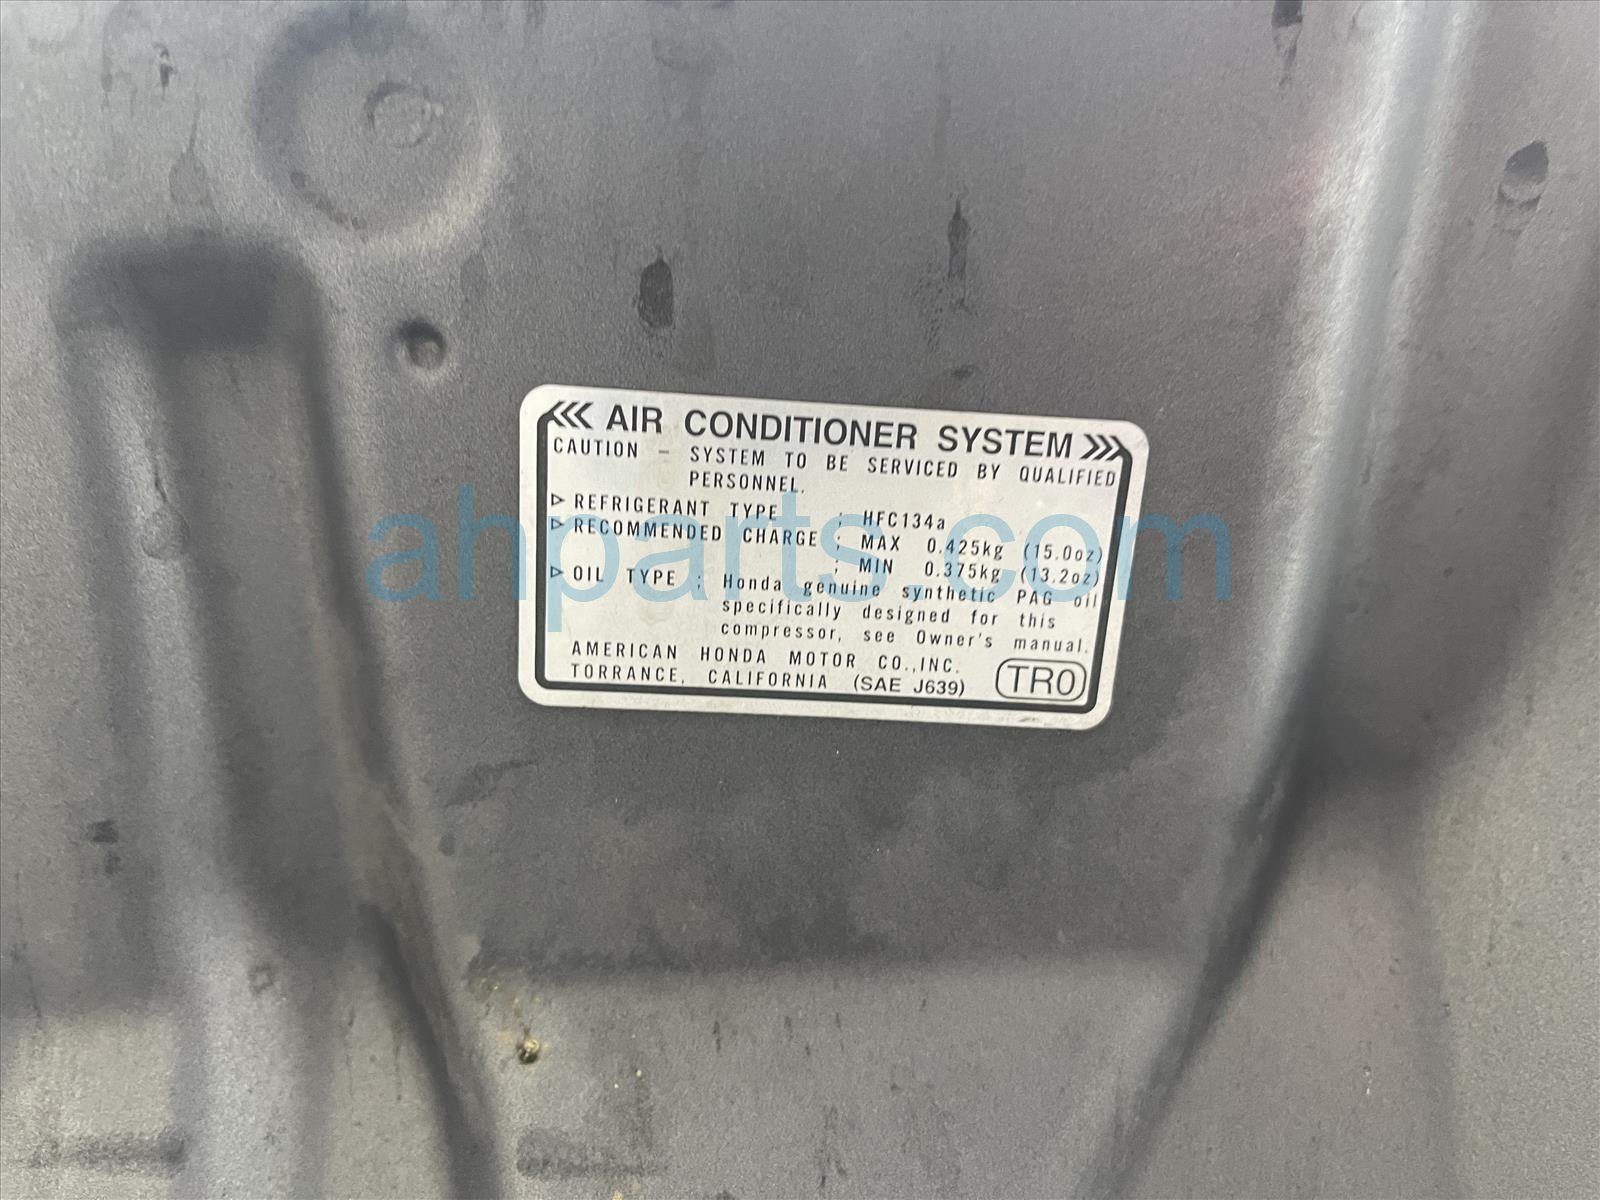 AIR CONDITIONER SYSTEM
CAUTION – SYSTEM TO BE SERVICED BY QUALIFIED
PERSONNEL.
▷ REFRIGERANT TYPE ; HFC134a
▷ RECOMMENDED CHARGE ; MAX 0.425kg (15.0oz)
; MIN 0.375kg (13.2oz)
▷ OIL TYPE ; Honda genuine synthetic PAG oil
specifically designed for this
compressor, see Owner's manual.
AMERICAN HONDA MOTOR CO.,INC.
TORRANCE, CALIFORNIA (SAE J639) TR0
ahparts.com